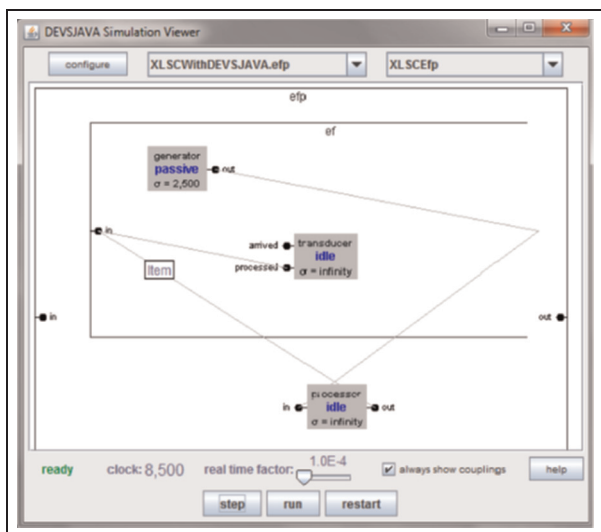 DEVSJAVA Simulation Viewer
configure
XLSCWithDEVSJAVA.efp
XLSCEfp
efp
ef
generator
passive
σ = 2,500
out
in
arrived
processed
transducer
idle
σ = infinity
Item
in
out
processor
in
idle
out
σ = infinity
ready
clock: 8,500
real time factor:
1.0E-4
always show couplings
help
step
run
restart